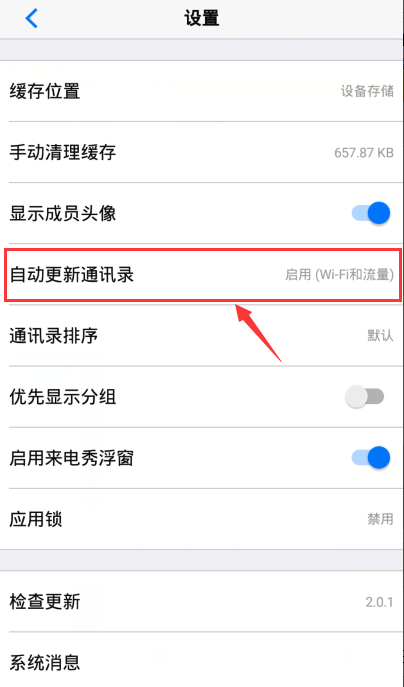 设置
缓存位置 设备存储
手动清理缓存 657.87 KB
显示成员头像
自动更新通讯录 启用 (Wi-Fi和流量)
通讯录排序 默认
优先显示分组
启用来电秀浮窗
应用锁 禁用
检查更新 2.0.1
系统消息